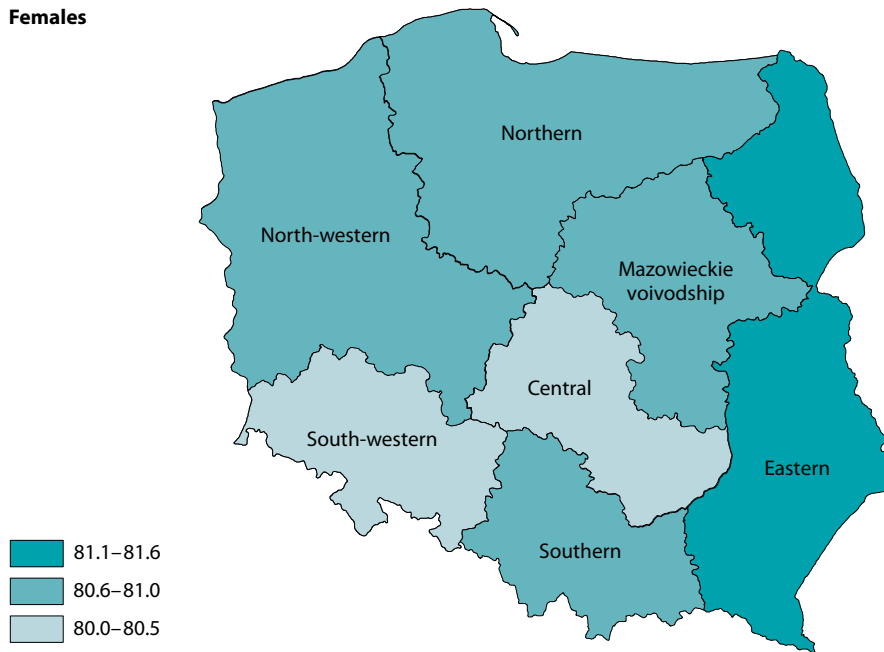 Females
Northern
North-western
Mazowieckie
voivodship
Central
South-western
Eastern
Southern
81.1–81.6
80.6–81.0
80.0–80.5